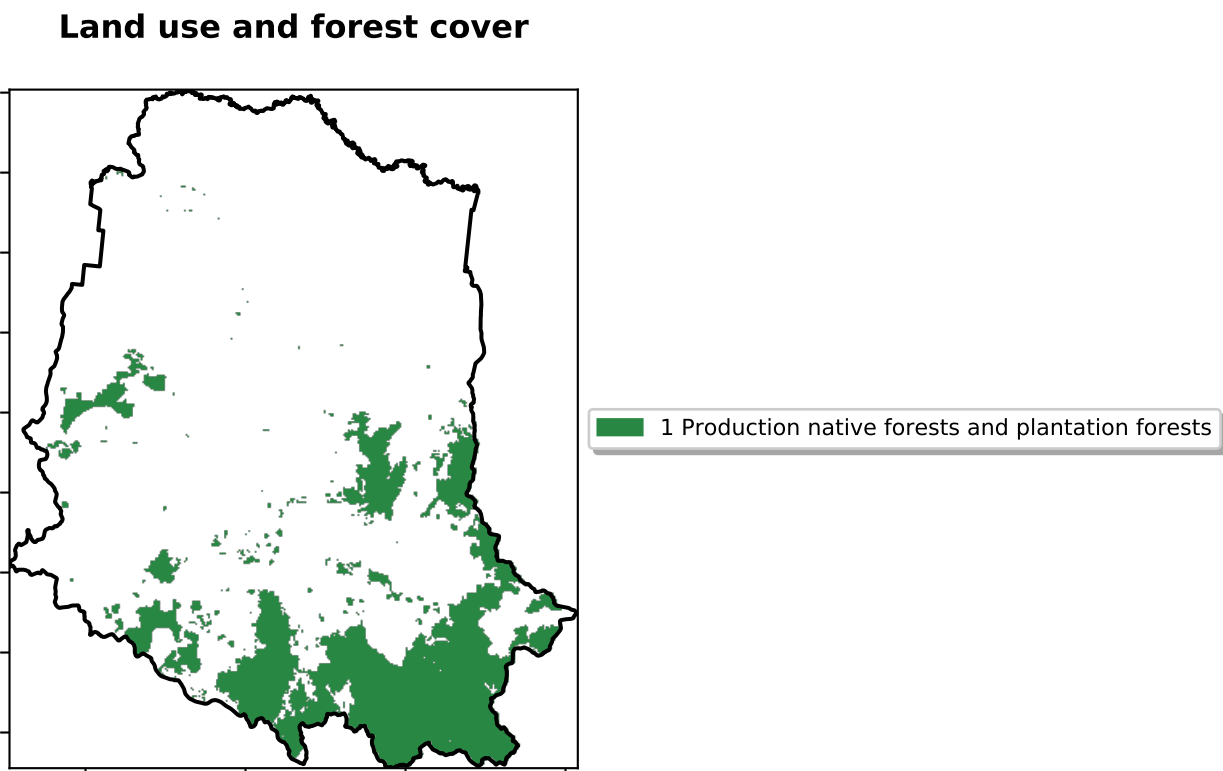 Land use and forest cover
1 Production native forests and plantation forests